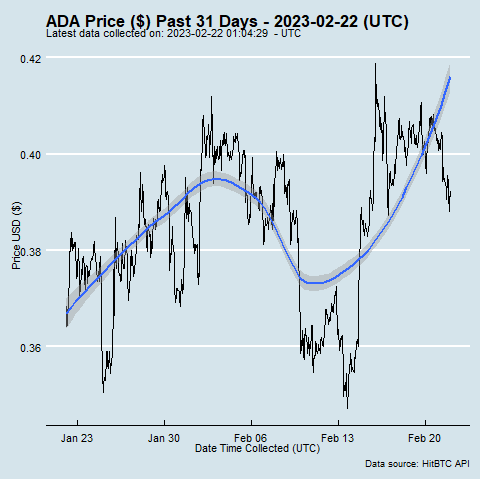 ADA Price ($) Past 31 Days - 2023-02-22 (UTC)
Latest data collected on: 2023-02-22 01:04:29 - UTC
0.42
0.40
0.38
0.36
Price USD ($)
Jan 23 Jan 30 Feb 06 Feb 13 Feb 20
Date Time Collected (UTC)
Data source: HitBTC API